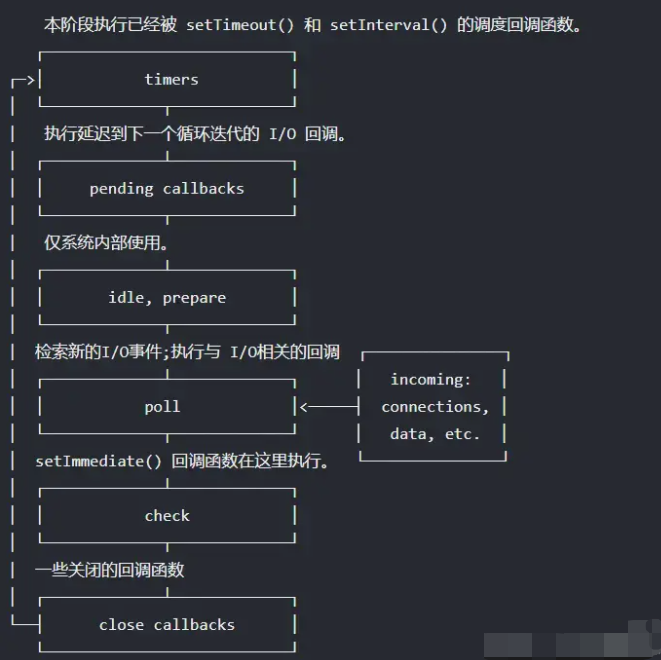 本阶段执行已经被 setTimeout() 和 setInterval() 的调度回调函数。
timers
执行延迟到下一个循环迭代的 I/O 回调。
pending callbacks
仅系统内部使用。
idle, prepare
检索新的I/O事件;执行与 I/O相关的回调
incoming:
poll
connections,
data, etc.
setImmediate() 回调函数在这里执行。
check
一些关闭的回调函数
close callbacks